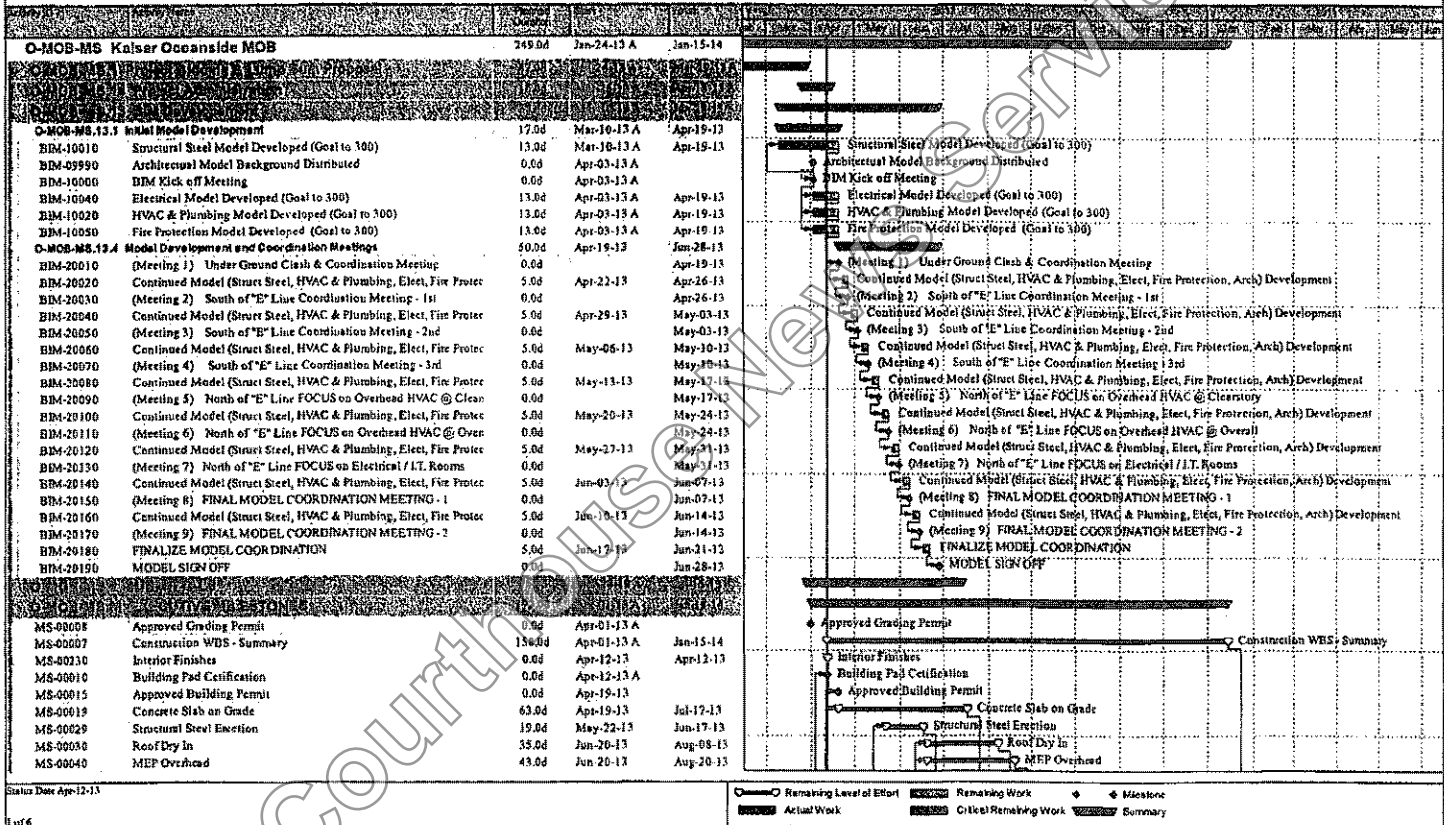 O-MOB-MS Kaiser Oceanside MOB 249.0d Jan-24-13 A Jan-15-14
O-MOB-MS.13.1 Initial Model Development 17.0d Mar-10-13 A Apr-19-13
BIM-10010 Structural Steel Model Developed (Goal to 300) 13.0d Mar-10-13 A Apr-19-13 Structural Steel Model Developed (Goal to 300)
BIM-09990 Architectual Model Background Distributed 0.0d Apr-03-13 A Architectual Model Background Distributed
BIM-10000 BIM Kick off Meeting 0.0d Apr-03-13 A BIM Kick off Meeting
BIM-10040 Electrical Model Developed (Goal to 300) 13.0d Apr-03-13 A Apr-19-13 Electrical Model Developed (Goal to 300)
BIM-10020 HVAC & Plumbing Model Developed (Goal to 300) 13.0d Apr-03-13 A Apr-19-13 HVAC & Plumbing Model Developed (Goal to 300)
BIM-10050 Fire Protection Model Developed (Goal to 300) 13.0d Apr-03-13 A Apr-19-13 Fire Protection Model Developed (Goal to 300)
O-MOB-MS.13.4 Model Development and Coordination Meetings 50.0d Apr-19-13 Jun-28-13
BIM-20010 (Meeting 1) Under Ground Clash & Coordination Meeting 0.0d Apr-19-13 (Meeting 1) Under Ground Clash & Coordination Meeting
BIM-20020 Continued Model (Struct Steel, HVAC & Plumbing, Elect, Fire Protec 5.0d Apr-22-13 Apr-26-13 Continued Model (Struct Steel, HVAC & Plumbing, Elect, Fire Protection, Arch) Development
BIM-20030 (Meeting 2) South of "E" Line Coordination Meeting - 1st 0.0d Apr-26-13 (Meeting 2) South of "E" Line Coordination Meeting - 1st
BIM-20040 Continued Model (Struct Steel, HVAC & Plumbing, Elect, Fire Protec 5.0d Apr-29-13 May-03-13 Continued Model (Struct Steel, HVAC & Plumbing, Elect, Fire Protection, Arch) Development
BIM-20050 (Meeting 3) South of "E" Line Coordination Meeting - 2nd 0.0d May-03-13 (Meeting 3) South of "E" Line Coordination Meeting - 2nd
BIM-20060 Continued Model (Struct Steel, HVAC & Plumbing, Elect, Fire Protec 5.0d May-06-13 May-10-13 Continued Model (Struct Steel, HVAC & Plumbing, Elect, Fire Protection, Arch) Development
BIM-20070 (Meeting 4) South of "E" Line Coordination Meeting - 3rd 0.0d May-10-13 (Meeting 4) South of "E" Line Coordination Meeting - 3rd
BIM-20080 Continued Model (Struct Steel, HVAC & Plumbing, Elect, Fire Protec 5.0d May-13-13 May-17-13 Continued Model (Struct Steel, HVAC & Plumbing, Elect, Fire Protection, Arch) Development
BIM-20090 (Meeting 5) North of "E" Line FOCUS on Overhead HVAC @ Clears 0.0d May-17-13 (Meeting 5) North of "E" Line FOCUS on Overhead HVAC @ Clearstory
BIM-20100 Continued Model (Struct Steel, HVAC & Plumbing, Elect, Fire Protec 5.0d May-20-13 May-24-13 Continued Model (Struct Steel, HVAC & Plumbing, Elect, Fire Protection, Arch) Development
BIM-20110 (Meeting 6) North of "E" Line FOCUS on Overhead HVAC @ Over 0.0d May-24-13 (Meeting 6) North of "E" Line FOCUS on Overhead HVAC @ Overall
BIM-20120 Continued Model (Struct Steel, HVAC & Plumbing, Elect, Fire Protec 5.0d May-27-13 May-31-13 Continued Model (Struct Steel, HVAC & Plumbing, Elect, Fire Protection, Arch) Development
BIM-20130 (Meeting 7) North of "E" Line FOCUS on Electrical / I.T. Rooms 0.0d May-31-13 (Meeting 7) North of "E" Line FOCUS on Electrical / I.T. Rooms
BIM-20140 Continued Model (Struct Steel, HVAC & Plumbing, Elect, Fire Protec 5.0d Jun-03-13 Jun-07-13 Continued Model (Struct Steel, HVAC & Plumbing, Elect, Fire Protection, Arch) Development
BIM-20150 (Meeting 8) FINAL MODEL COORDINATION MEETING - 1 0.0d Jun-07-13 (Meeting 8) FINAL MODEL COORDINATION MEETING - 1
BIM-20160 Continued Model (Struct Steel, HVAC & Plumbing, Elect, Fire Protec 5.0d Jun-10-13 Jun-14-13 Continued Model (Struct Steel, HVAC & Plumbing, Elect, Fire Protection, Arch) Development
BIM-20170 (Meeting 9) FINAL MODEL COORDINATION MEETING - 2 0.0d Jun-14-13 (Meeting 9) FINAL MODEL COORDINATION MEETING - 2
BIM-20180 FINALIZE MODEL COORDINATION 5.0d Jun-17-13 Jun-21-13 FINALIZE MODEL COORDINATION
BIM-20190 MODEL SIGN OFF 0.0d Jun-28-13 MODEL SIGN OFF
MS-00008 Approved Grading Permit 0.0d Apr-01-13 A Approved Grading Permit
MS-00007 Construction WBS - Summary Apr-01-13 A Jan-15-14 Construction WBS - Summary
MS-00230 Interior Finishes 0.0d Apr-12-13 Apr-12-13 Interior Finishes
MS-00010 Building Pad Cetification 0.0d Apr-12-13 A Building Pad Cetification
MS-00015 Approved Building Permit 0.0d Apr-19-13 Approved Building Permit
MS-00019 Concrete Slab on Grade 63.0d Apr-19-13 Jul-17-13 Concrete Slab on Grade
MS-00029 Structural Steel Erection 19.0d May-22-13 Jun-17-13 Structural Steel Erection
MS-00030 Roof Dry In 35.0d Jun-20-13 Aug-08-13 Roof Dry In
MS-00040 MEP Overhead 43.0d Jun-20-13 Aug-20-13 MEP Overhead
Status Date Apr-12-13
Remaining Level of Effort Remaining Work Milestone
Actual Work Critical Remaining Work Summary
1 of 6
Courthouse News Servi